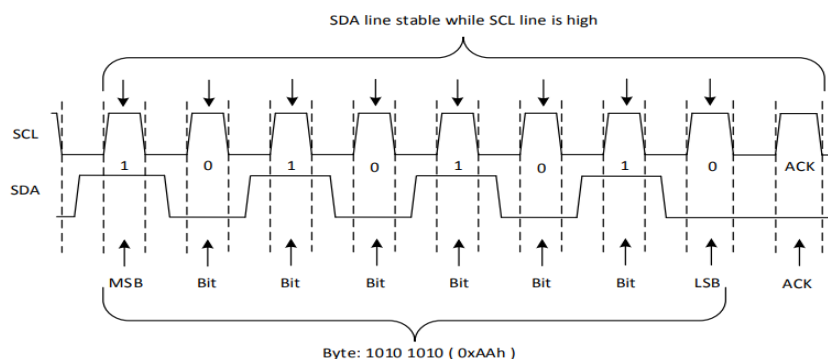 SDA line stable while SCL line is high
SCL
1 0 1 0 1 0 1 0 ACK
SDA
MSB Bit Bit Bit Bit Bit Bit LSB ACK
Byte: 1010 1010 ( 0xAAh )